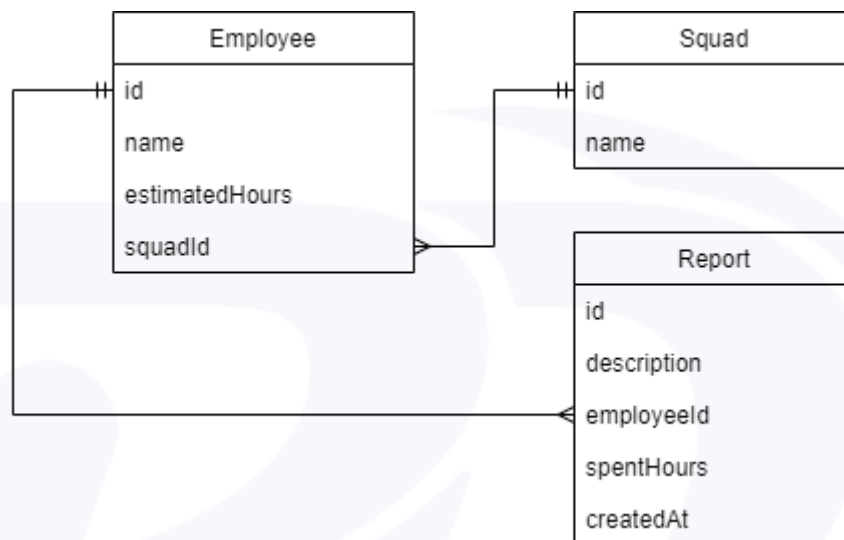 Employee
id
name
estimatedHours
squadId
Squad
id
name
Report
id
description
employeeId
spentHours
createdAt